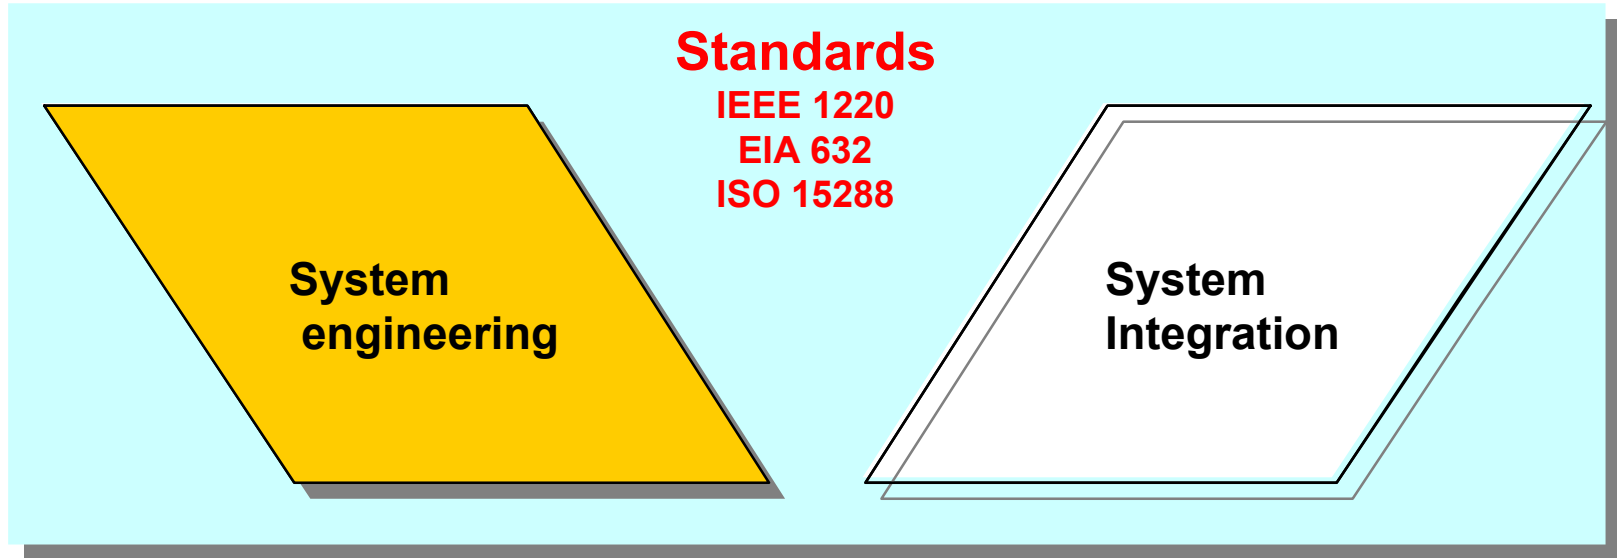 Standards
IEEE 1220
EIA 632
ISO 15288
System
engineering
System
Integration